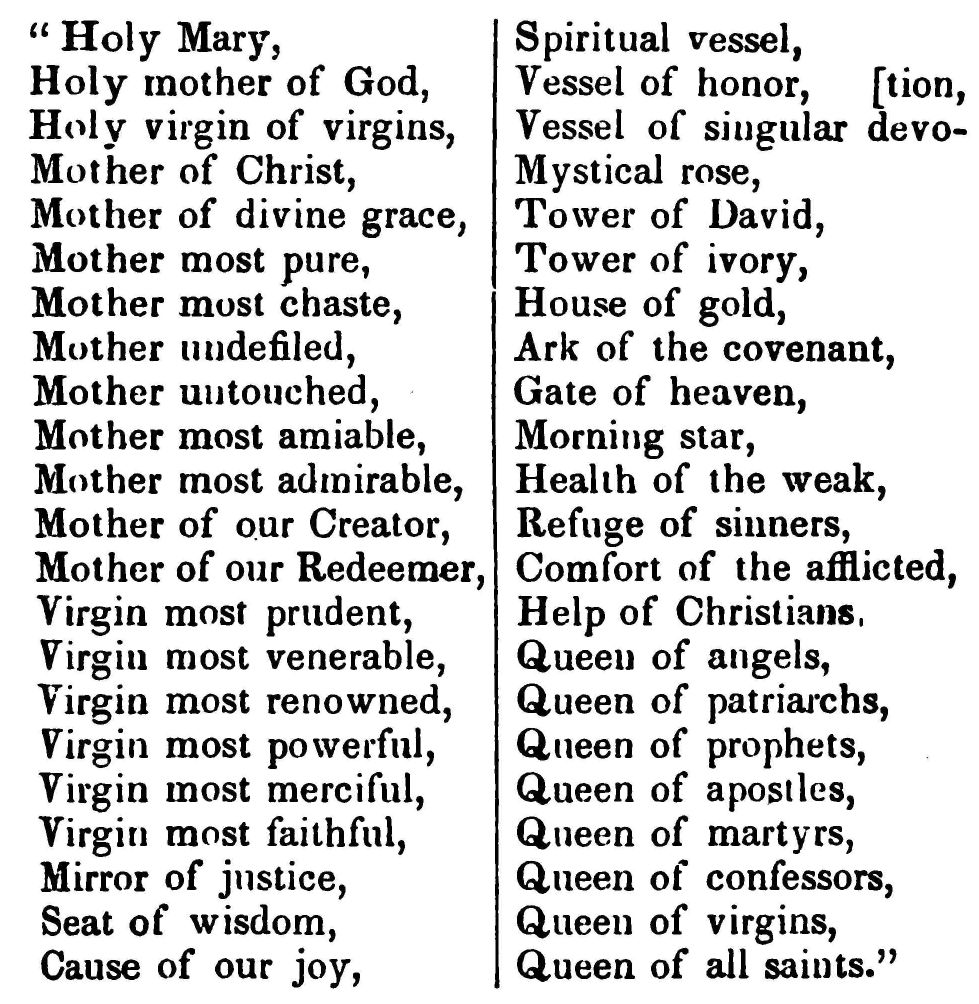 “ Holy Mary,
Holy mother of God,
Holy virgin of virgins,
Mother of Christ,
Mother of divine grace,
Mother most pure,
Mother most chaste,
Mother undefiled,
Mother untouched,
Mother most amiable,
Mother most admirable,
Mother of our Creator,
Mother of our Redeemer,
Virgin most prudent,
Virgin most venerable,
Virgin most renowned,
Virgin most powerful,
Virgin most merciful,
Virgin most faithful,
Mirror of justice,
Seat of wisdom,
Cause of our joy,
Spiritual vessel,
Vessel of honor, [tion,
Vessel of singular devo-
Mystical rose,
Tower of David,
Tower of ivory,
House of gold,
Ark of the covenant,
Gate of heaven,
Morning star,
Health of the weak,
Refuge of sinners,
Comfort of the afflicted,
Help of Christians,
Queen of angels,
Queen of patriarchs,
Queen of prophets,
Queen of apostles,
Queen of martyrs,
Queen of confessors,
Queen of virgins,
Queen of all saints.”